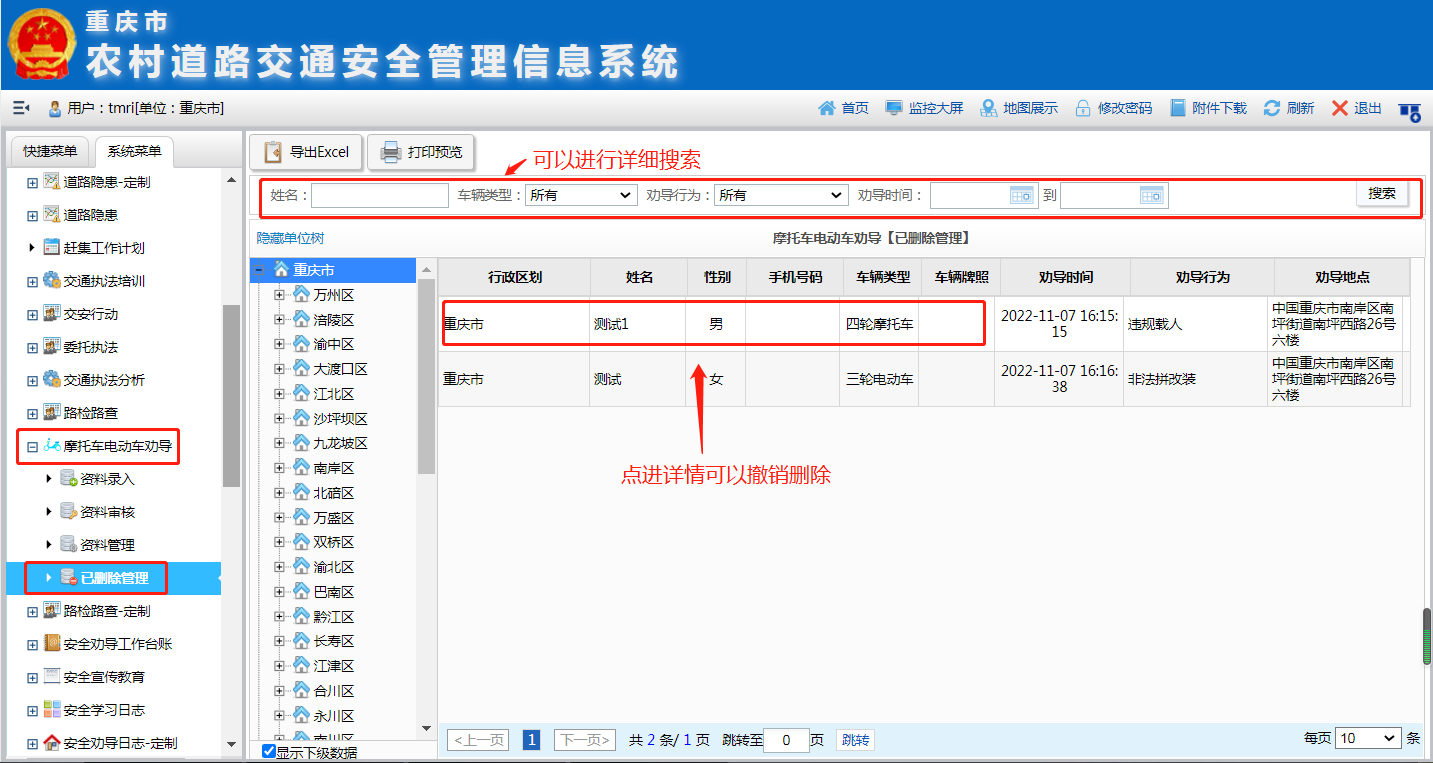 重庆市
农村道路交通安全管理信息系统
用户：tmri[单位：重庆市]
首页 监控大屏 地图展示 修改密码 附件下载 刷新 退出
快捷菜单 系统菜单
道路隐患-定制
道路隐患
赶集工作计划
交通执法培训
交安行动
委托执法
交通执法分析
路检路查
摩托车电动车劝导
资料录入
资料审核
资料管理
已删除管理
路检路查-定制
安全劝导工作台账
安全宣传教育
安全学习日志
安全劝导日志-定制
导出Excel 打印预览
可以进行详细搜索
姓名： 车辆类型： 所有 劝导行为： 所有 劝导时间： 到 搜索
隐藏单位树 摩托车电动车劝导【已删除管理】
重庆市
万州区
涪陵区
渝中区
大渡口区
江北区
沙坪坝区
九龙坡区
南岸区
北碚区
万盛区
双桥区
渝北区
巴南区
黔江区
长寿区
江津区
合川区
永川区
南川区
显示下级数据
行政区划 姓名 性别 手机号码 车辆类型 车辆牌照 劝导时间 劝导行为 劝导地点
重庆市 测试1 男 四轮摩托车 2022-11-07 16:15:15 违规载人 中国重庆市南岸区南坪街道南坪西路26号六楼
重庆市 测试 女 三轮电动车 2022-11-07 16:16:38 非法拼改装 中国重庆市南岸区南坪街道南坪西路26号六楼
点进详情可以撤销删除
<上一页 1 下一页> 共 2 条/ 1 页 跳转至 0 页 跳转 每页 10 条